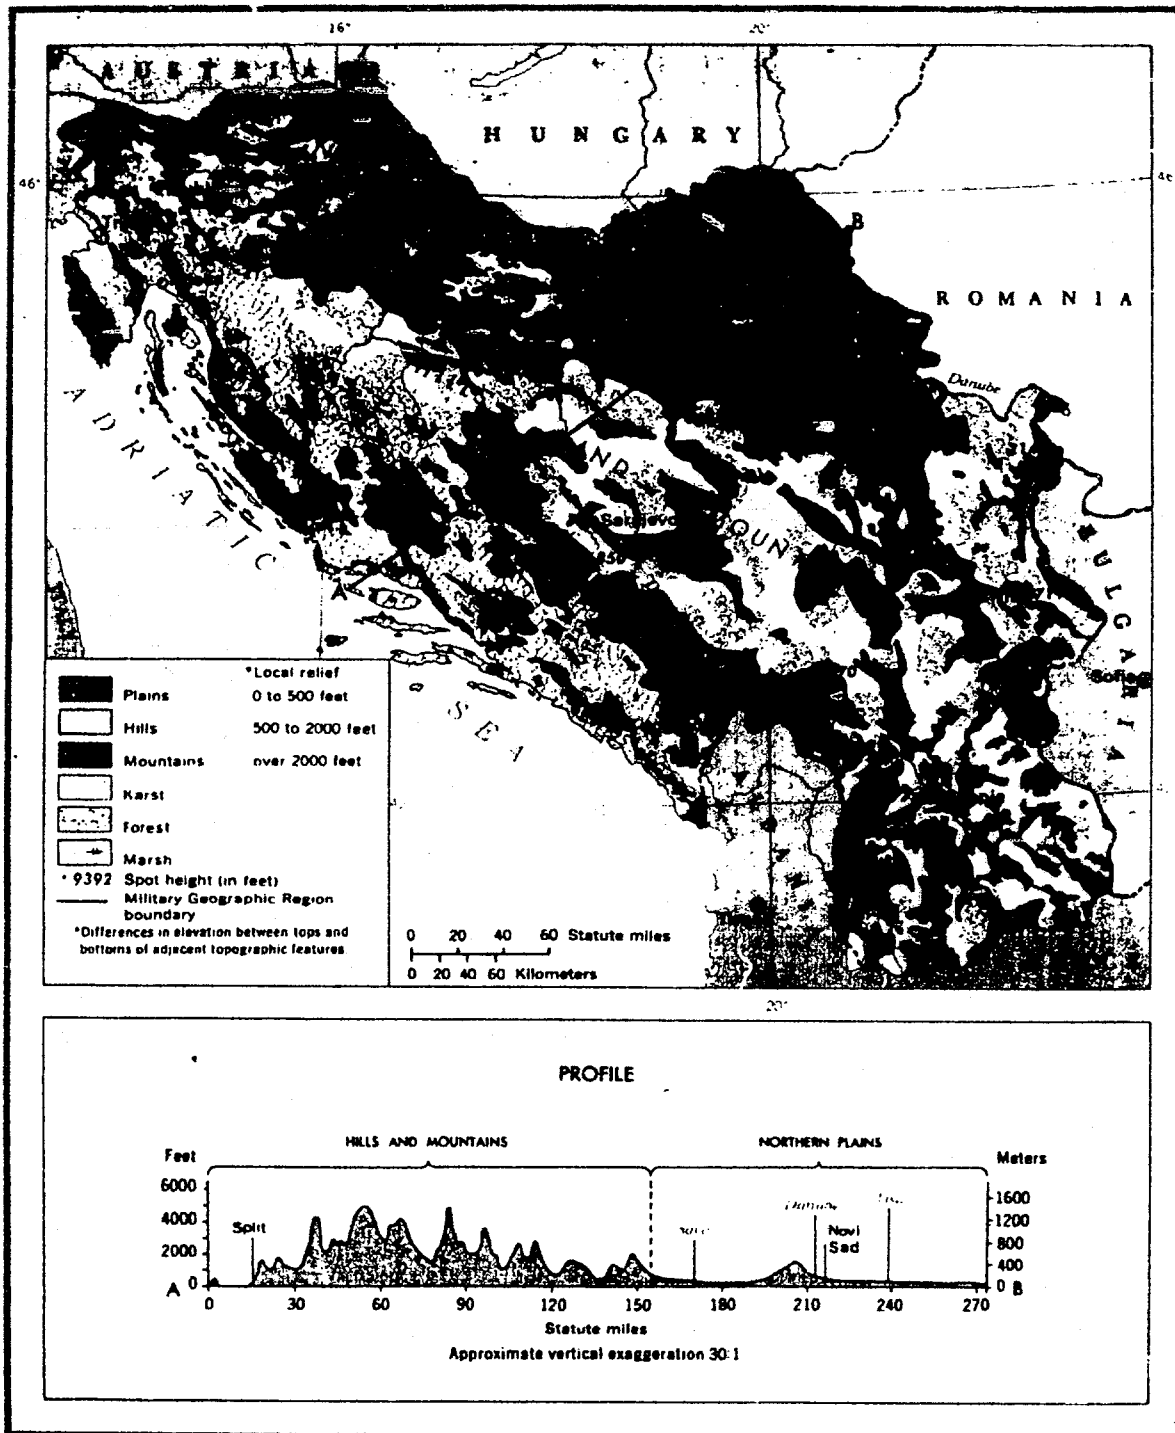 16°
20°
AUSTRIA
HUNGARY
46°
B
ROMANIA
Danube
ADRIATIC
SEA
AND
Sarajevo
A
BULGARIA
Sofia
*Local relief
Plains 0 to 500 feet
Hills 500 to 2000 feet
Mountains over 2000 feet
Karst
Forest
Marsh
• 9392 Spot height (in feet)
Military Geographic Region
boundary
*Differences in elevation between tops and
bottoms of adjacent topographic features
0 20 40 60 Statute miles
0 20 40 60 Kilometers
20°
PROFILE
HILLS AND MOUNTAINS
NORTHERN PLAINS
Feet
Meters
6000
4000
2000
0
Split
Danube
Novi
Sad
1600
1200
800
400
0
A
B
0 30 60 90 120 150 180 210 240 270
Statute miles
Approximate vertical exaggeration 30:1